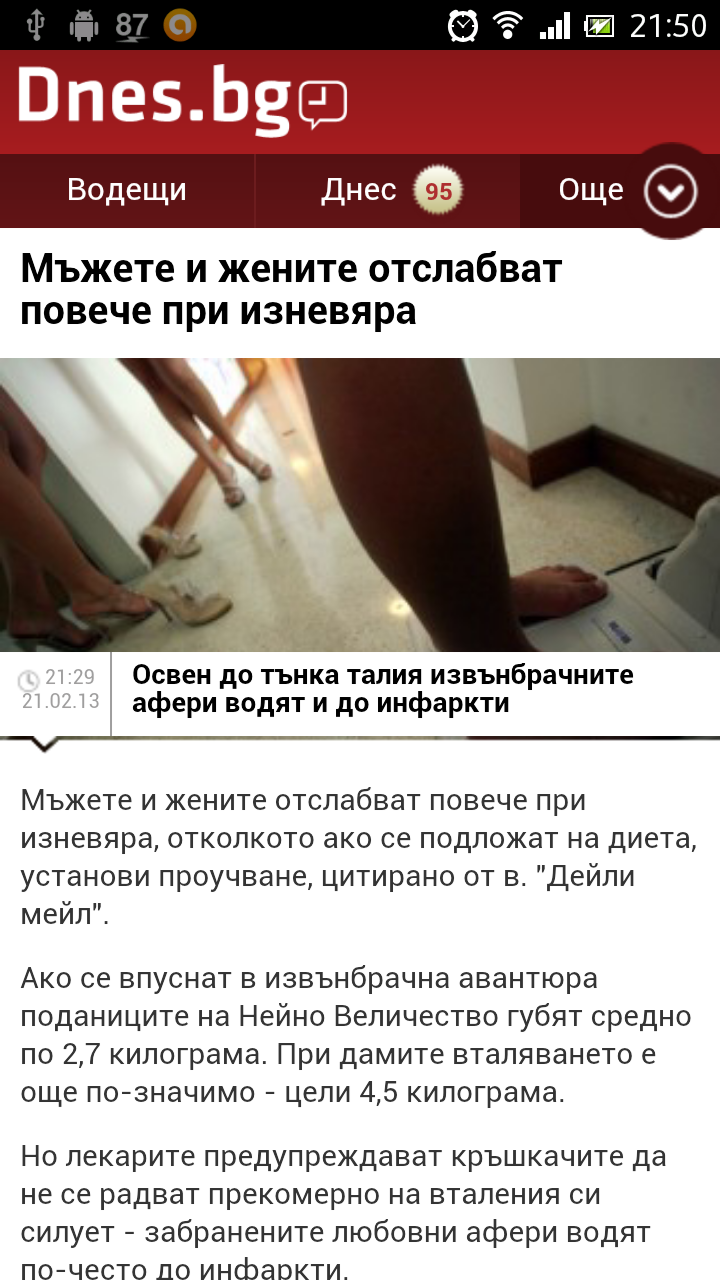 87
21:50
Dnes.bg
Водещи
Днес 95
Още
Мъжете и жените отслабват
повече при изневяра
21:29
21.02.13
Освен до тънка талия извънбрачните
афери водят и до инфаркти
Мъжете и жените отслабват повече при
изневяра, отколкото ако се подложат на диета,
установи проучване, цитирано от в. "Дейли
мейл".
Ако се впуснат в извънбрачна авантюра
поданиците на Нейно Величество губят средно
по 2,7 килограма. При дамите вталяването е
още по-значимо - цели 4,5 килограма.
Но лекарите предупреждават кръшкачите да
не се радват прекомерно на вталения си
силует - забранените любовни афери водят
по-често до инфаркти.